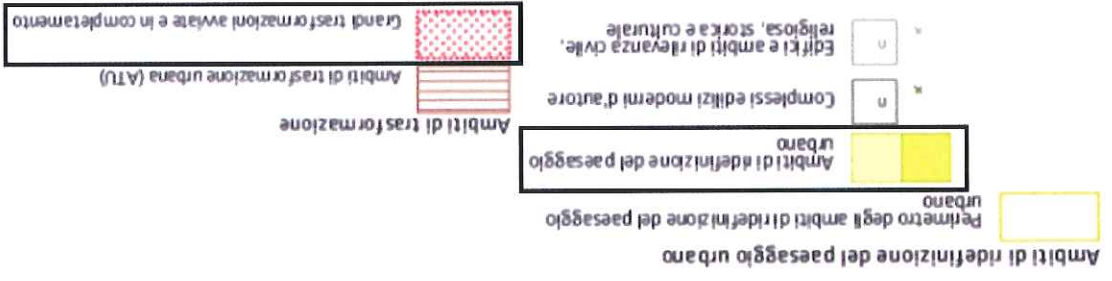 Ambiti di ridefinizione del paesaggio urbano
Perimetro degli ambiti di ridefinizione del paesaggio
urbano
Ambiti di ridefinizione del paesaggio
urbano
n
Complessi edilizi moderni d'autore
n
Edifici e ambiti di rilevanza civile,
religiosa, storica e culturale
Ambiti di trasformazione
Ambiti di trasformazione urbana (ATU)
Grandi trasformazioni avviate e in completamento